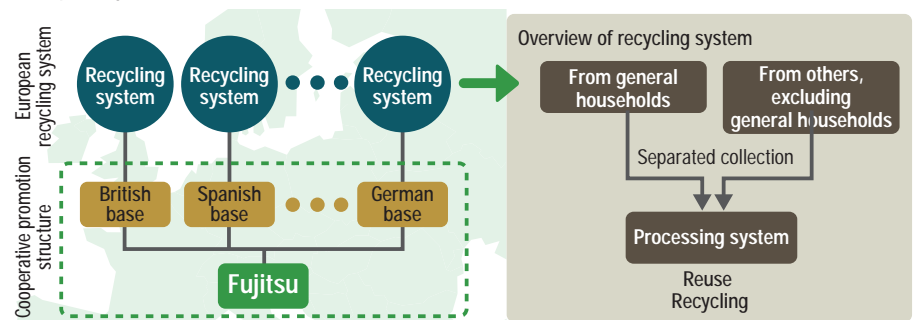 European
recycling system
Recycling
system
Recycling
system
Recycling
system
Cooperative promotion
structure
British
base
Spanish
base
German
base
Fujitsu
Overview of recycling system
From general
households
From others,
excluding
general households
Separated collection
Processing system
Reuse
Recycling